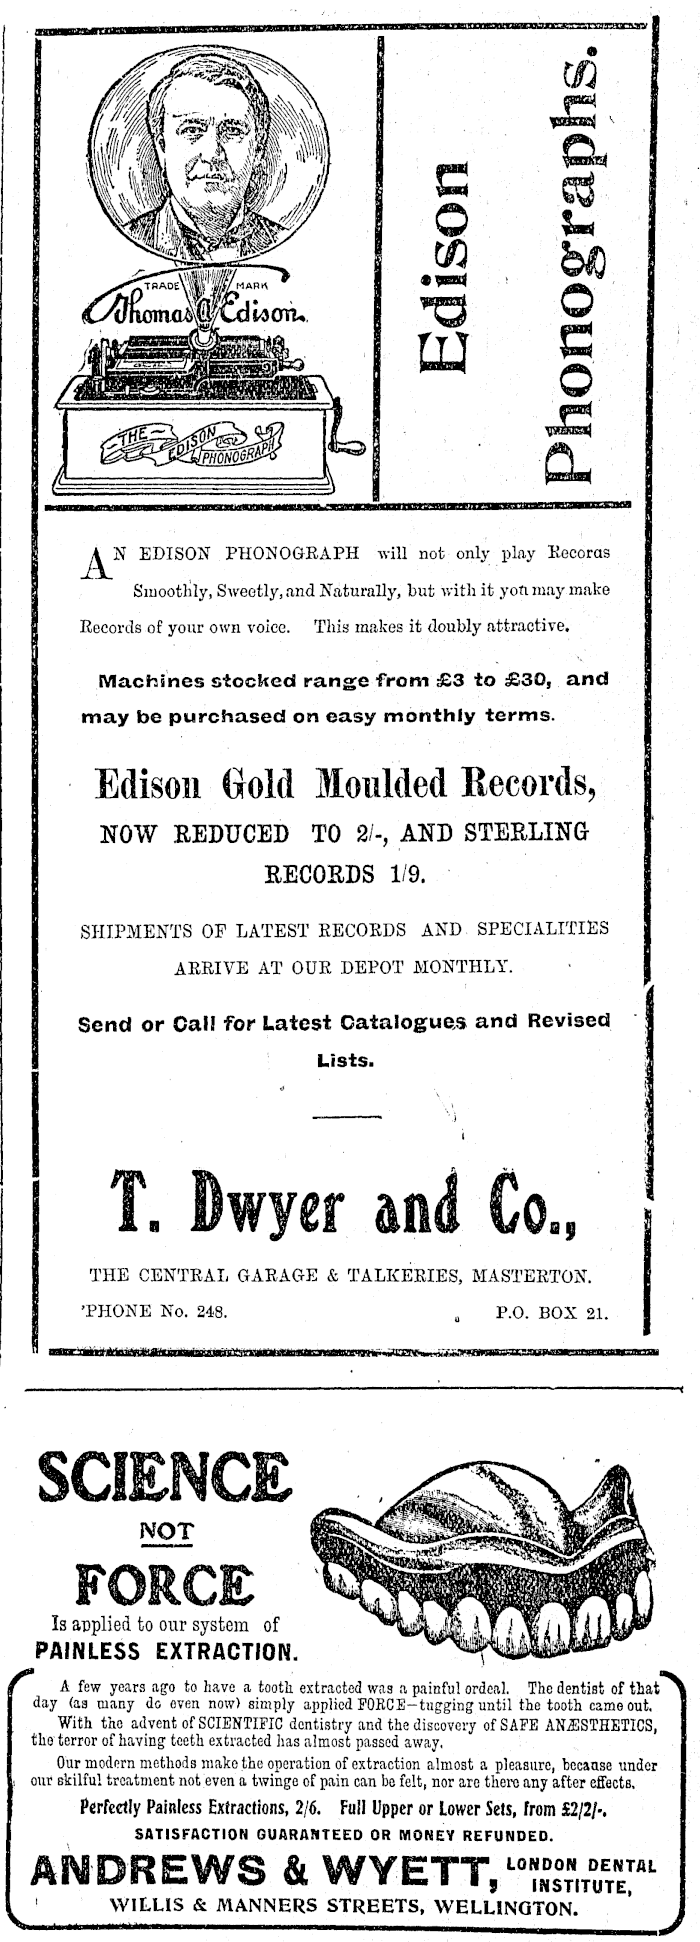 TRADE MARK
Thomas A Edison
THE EDISON PHONOGRAPH
Edison
Phonographs.
AN EDISON PHONOGRAPH will not only play Records
Smoothly, Sweetly, and Naturally, but with it you may make
Records of your own voice. This makes it doubly attractive.
Machines stocked range from £3 to £30, and
may be purchased on easy monthly terms.
Edison Gold Moulded Records,
NOW REDUCED TO 2/-, AND STERLING
RECORDS 1/9.
SHIPMENTS OF LATEST RECORDS AND SPECIALITIES
ARRIVE AT OUR DEPOT MONTHLY.
Send or Call for Latest Catalogues and Revised
Lists.
T. Dwyer and Co.,
THE CENTRAL GARAGE & TALKERIES, MASTERTON.
'PHONE No. 248. P.O. BOX 21.
SCIENCE
NOT
FORCE
Is applied to our system of
PAINLESS EXTRACTION.
A few years ago to have a tooth extracted was a painful ordeal. The dentist of that
day (as many do even now) simply applied FORCE—tugging until the tooth came out.
With the advent of SCIENTIFIC dentistry and the discovery of SAFE ANÆSTHETICS,
the terror of having teeth extracted has almost passed away.
Our modern methods make the operation of extraction almost a pleasure, because under
our skilful treatment not even a twinge of pain can be felt, nor are there any after effects.
Perfectly Painless Extractions, 2/6. Full Upper or Lower Sets, from £2/2/-.
SATISFACTION GUARANTEED OR MONEY REFUNDED.
ANDREWS & WYETT, LONDON DENTAL
INSTITUTE,
WILLIS & MANNERS STREETS, WELLINGTON.